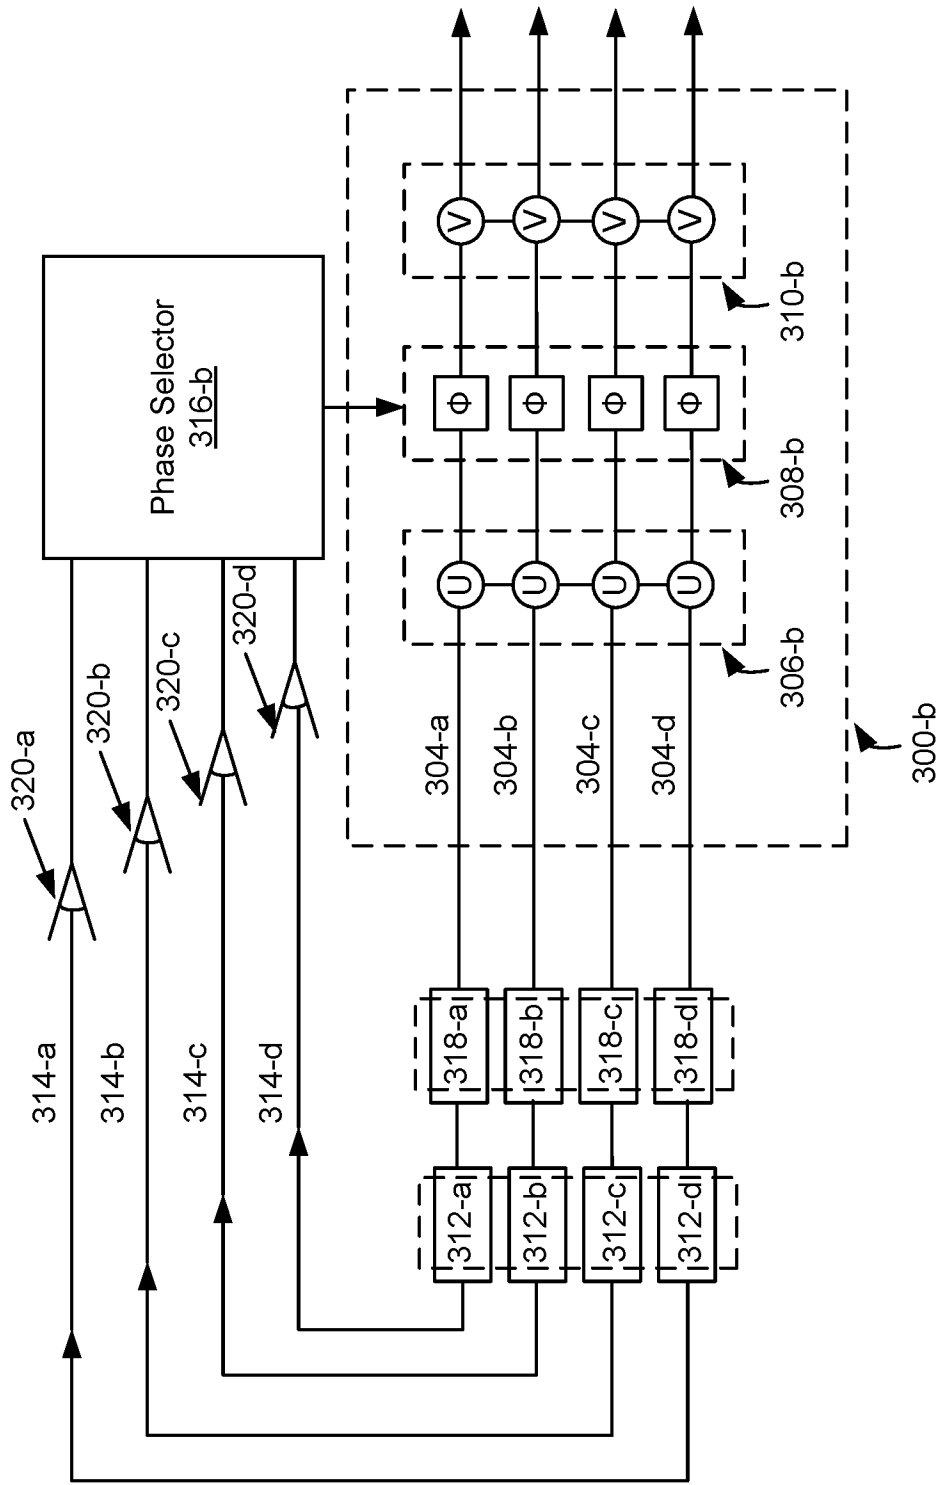 314-a
314-b
314-c
314-d
320-a
320-b
320-c
320-d
Phase Selector
316-b
312-a
312-b
312-c
312-d
318-a
318-b
318-c
318-d
304-a
304-b
304-c
304-d
U
U
U
U
306-b
Φ
Φ
Φ
Φ
308-b
V
V
V
V
310-b
300-b